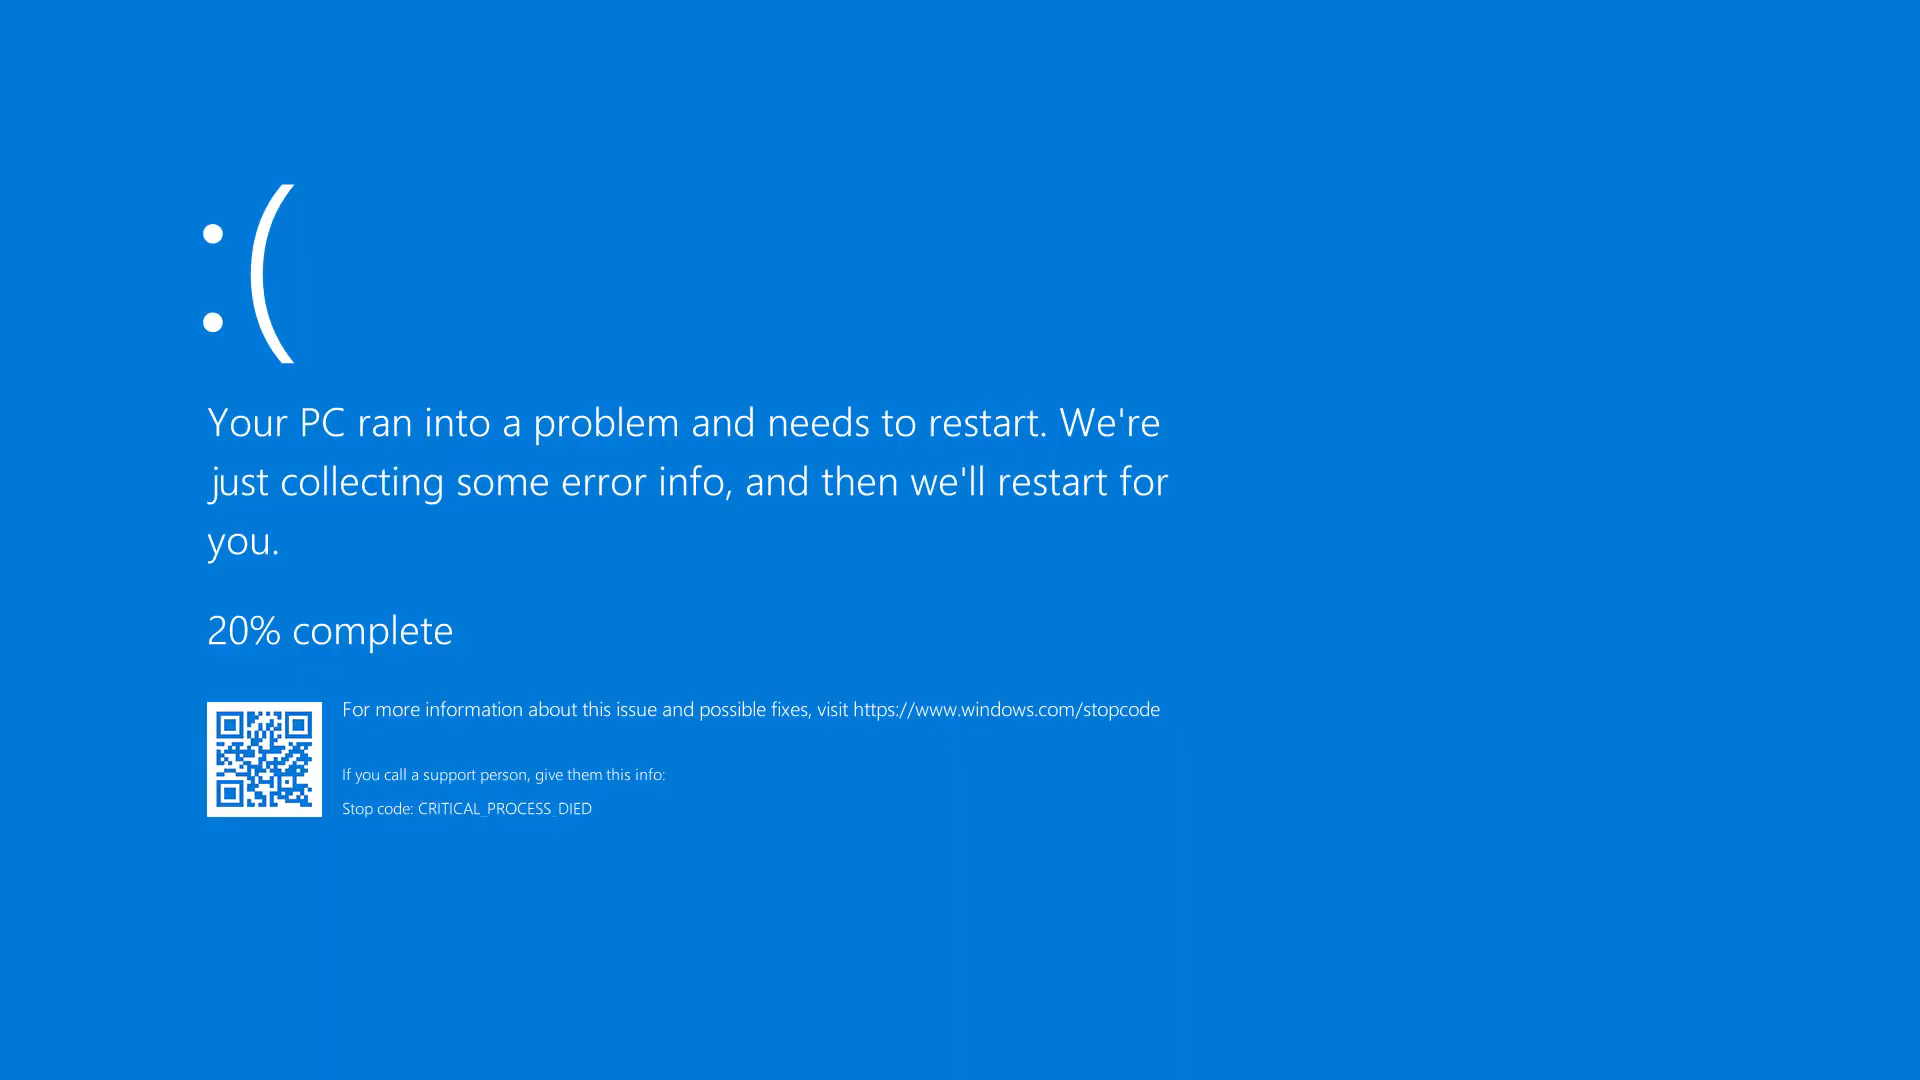 :(
Your PC ran into a problem and needs to restart. We're
just collecting some error info, and then we'll restart for
you.
20% complete
For more information about this issue and possible fixes, visit https://www.windows.com/stopcode
If you call a support person, give them this info:
Stop code: CRITICAL_PROCESS_DIED